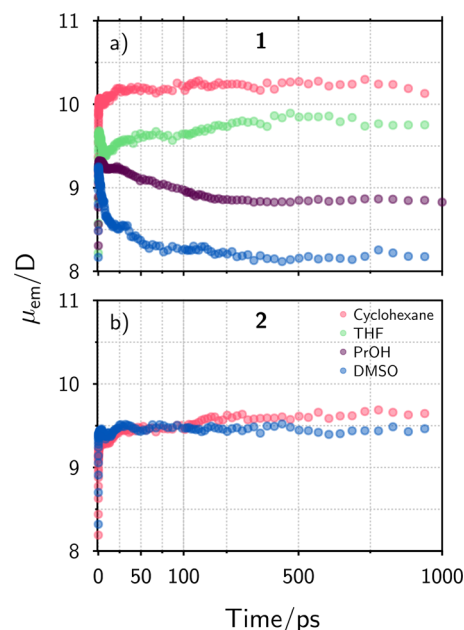 11
a)
1
10
9
8
μem/D
11
b)
2
Cyclohexane
THF
PrOH
DMSO
10
9
8
0 50 100 500 1000
Time/ps